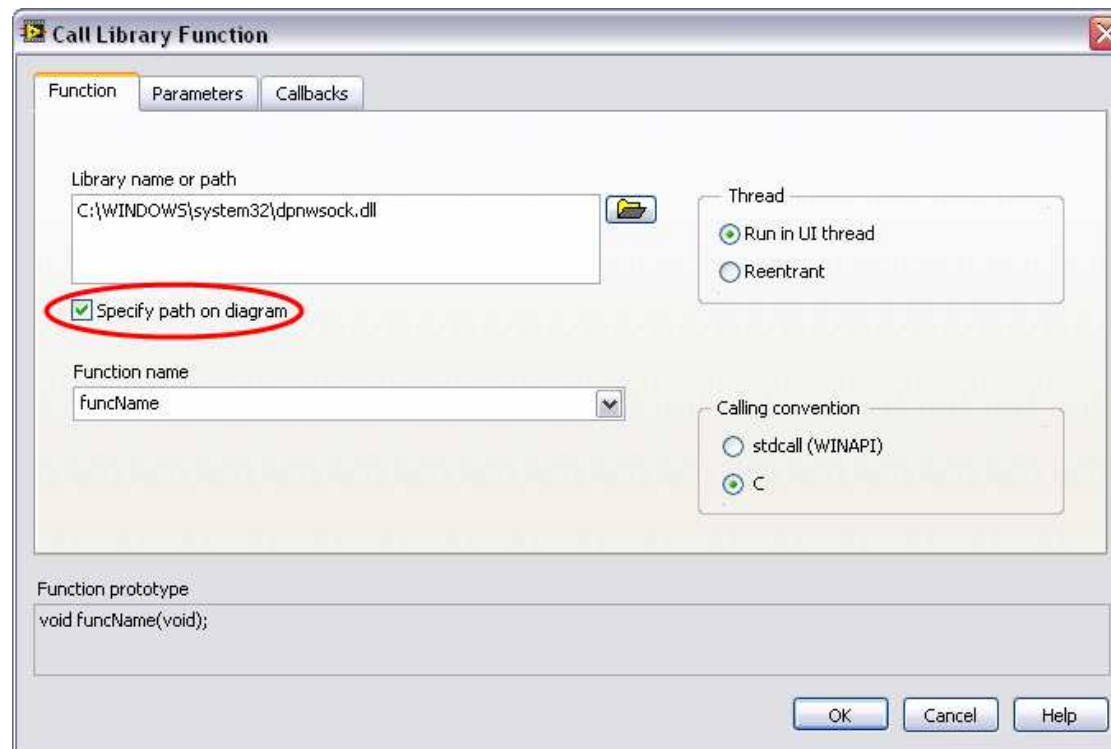 Call Library Function
Function
Parameters
Callbacks
Library name or path
C:\WINDOWS\system32\dpnwsock.dll
Specify path on diagram
Function name
funcName
Thread
Run in UI thread
Reentrant
Calling convention
stdcall (WINAPI)
C
Function prototype
void funcName(void);
OK
Cancel
Help